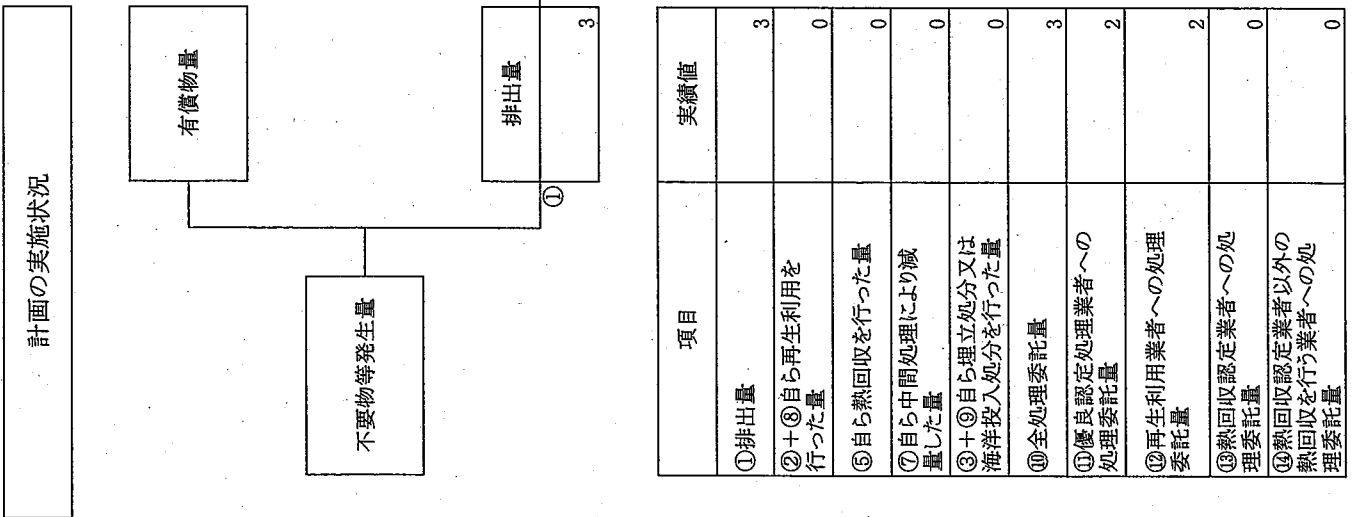 計画の実施状況
不要物等発生量
有償物量
①
排出量
3
項目
実績値
①排出量
3
②+⑧自ら再生利用を
行った量
0
⑤自ら熱回収を行った量
0
⑦自ら中間処理により減
量した量
0
③+⑨自ら埋立処分又は
海洋投入処分を行った量
0
⑩全処理委託量
3
⑪優良認定処理業者への
処理委託量
2
⑫再生利用業者への処理
委託量
2
⑬熱回収認定業者への処
理委託量
0
⑭熱回収認定業者以外の
熱回収を行う業者への処
理委託量
0